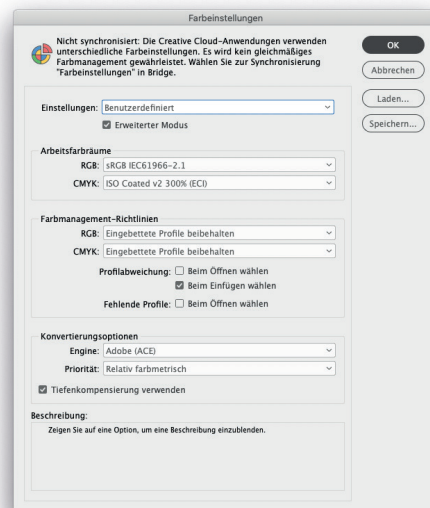 Farbeinstellungen
Nicht synchronisiert: Die Creative Cloud-Anwendungen verwenden
unterschiedliche Farbeinstellungen. Es wird kein gleichmäßiges
Farbmanagement gewährleistet. Wählen Sie zur Synchronisierung
"Farbeinstellungen" in Bridge.
OK
Abbrechen
Laden...
Speichern...
Einstellungen: Benutzerdefiniert
Erweiterter Modus
Arbeitsfarbräume
RGB: sRGB IEC61966-2.1
CMYK: ISO Coated v2 300% (ECI)
Farbmanagement-Richtlinien
RGB: Eingebettete Profile beibehalten
CMYK: Eingebettete Profile beibehalten
Profilabweichung: Beim Öffnen wählen
Beim Einfügen wählen
Fehlende Profile: Beim Öffnen wählen
Konvertierungsoptionen
Engine: Adobe (ACE)
Priorität: Relativ farbmetrisch
Tiefenkompensierung verwenden
Beschreibung:
Zeigen Sie auf eine Option, um eine Beschreibung einzublenden.